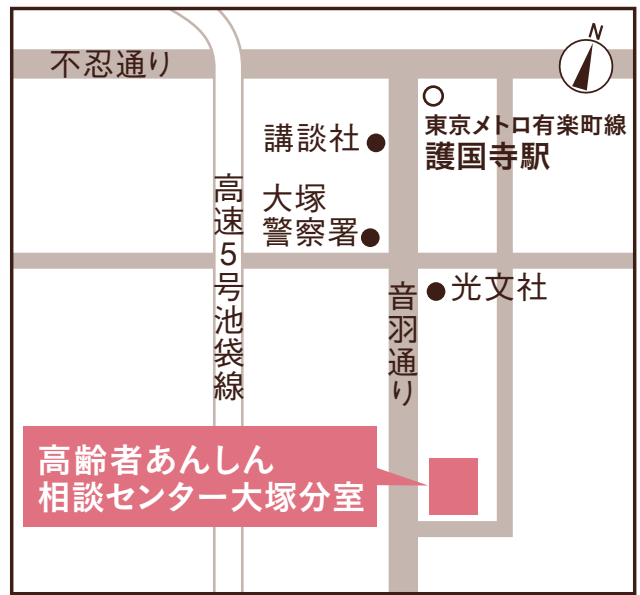 N
不忍通り
東京メトロ有楽町線
護国寺駅
講談社
大塚
警察署
高速5号池袋線
光文社
音羽通り
高齢者あんしん
相談センター大塚分室